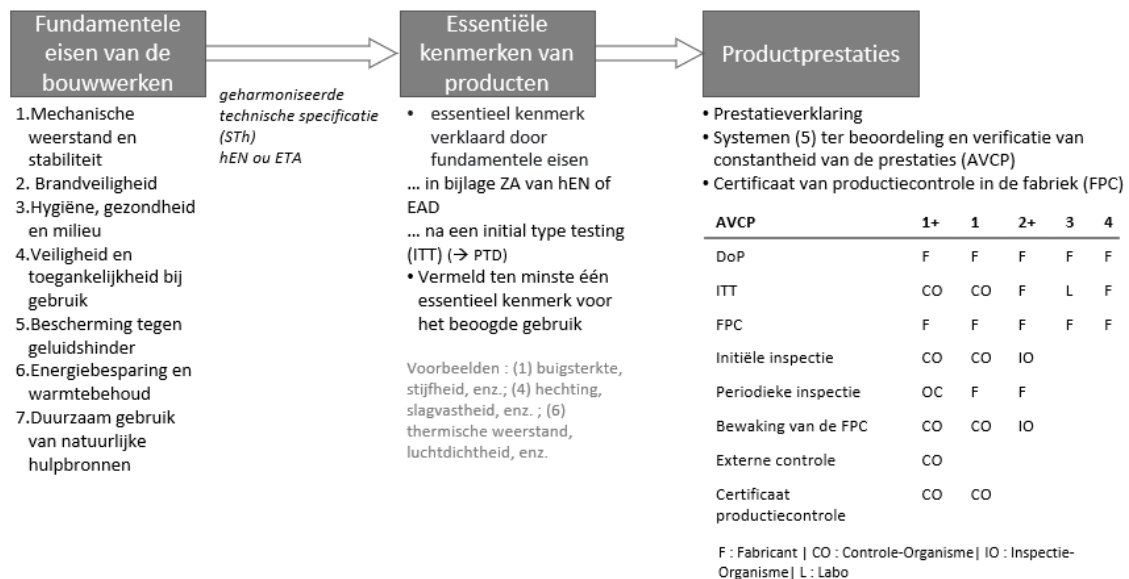 Fundamentele
eisen van de
bouwwerken
geharmoniseerde
technische specificatie
(STh)
hEN ou ETA
1.Mechanische
weerstand en
stabiliteit
2. Brandveiligheid
3.Hygiëne, gezondheid
en milieu
4.Veiligheid en
toegankelijkheid bij
gebruik
5.Bescherming tegen
geluidshinder
6.Energiebesparing en
warmtebehoud
7.Duurzaam gebruik
van natuurlijke
hulpbronnen
Essentiële
kenmerken van
producten
• essentieel kenmerk
verklaard door
fundamentele eisen
... in bijlage ZA van hEN of
EAD
... na een initial type testing
(ITT) (→ PTD)
• Vermeld ten minste één
essentieel kenmerk voor
het beoogde gebruik
Voorbeelden : (1) buigsterkte,
stijfheid, enz.; (4) hechting,
slagvastheid, enz. ; (6)
thermische weerstand,
luchtdichtheid, enz.
Productprestaties
• Prestatieverklaring
• Systemen (5) ter beoordeling en verificatie van
constantheid van de prestaties (AVCP)
• Certificaat van productiecontrole in de fabriek (FPC)
AVCP 1+ 1 2+ 3 4
DoP F F F F F
ITT CO CO F L F
FPC F F F F F
Initiële inspectie CO CO IO
Periodieke inspectie OC F F
Bewaking van de FPC CO CO IO
Externe controle CO
Certificaat
productiecontrole CO CO
F : Fabricant | CO : Controle-Organisme| IO : Inspectie-
Organisme| L : Labo